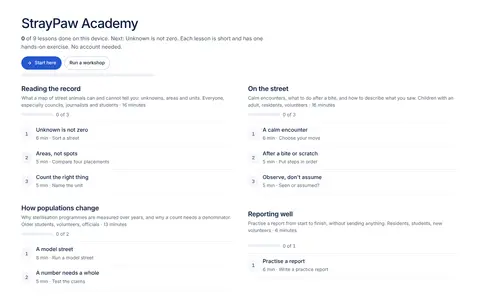 StrayPaw Academy
0 of 9 lessons done on this device. Next: Unknown is not zero. Each lesson is short and has one
hands-on exercise. No account needed.
→ Start here
Run a workshop
Reading the record
What a map of street animals can and cannot tell you: unknowns, areas and units. Everyone,
especially councils, journalists and students · 16 minutes
0 of 3
1
Unknown is not zero
6 min · Sort a street
2
Areas, not spots
5 min · Compare four placements
3
Count the right thing
5 min · Name the unit
How populations change
Why sterilisation programmes are measured over years, and why a count needs a denominator.
Older students, volunteers, officials · 13 minutes
0 of 2
1
A model street
8 min · Run a model street
2
A number needs a whole
5 min · Test the claims
On the street
Calm encounters, what to do after a bite, and how to describe what you saw. Children with an
adult, residents, volunteers · 16 minutes
0 of 3
1
A calm encounter
6 min · Choose your move
2
After a bite or scratch
5 min · Put steps in order
3
Observe, don't assume
5 min · Seen or assumed?
Reporting well
Practise a report from start to finish, without sending anything. Residents, students, new
volunteers · 6 minutes
0 of 1
1
Practise a report
6 min · Write a practice report